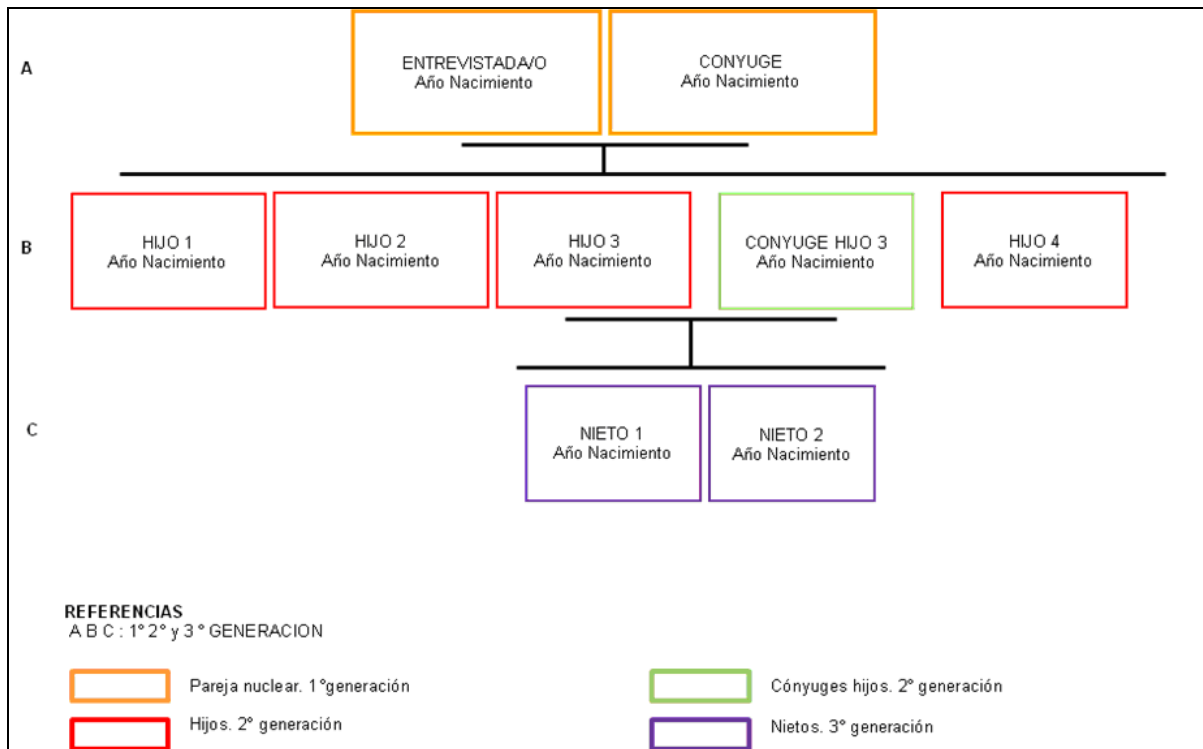 A
ENTREVISTADA/O
Año Nacimiento
CONYUGE
Año Nacimiento
B
HIJO 1
Año Nacimiento
HIJO 2
Año Nacimiento
HIJO 3
Año Nacimiento
CONYUGE HIJO 3
Año Nacimiento
HIJO 4
Año Nacimiento
C
NIETO 1
Año Nacimiento
NIETO 2
Año Nacimiento
REFERENCIAS
A B C : 1° 2° y 3 ° GENERACION
Pareja nuclear. 1 °generación
Cónyuges hijos. 2° generación
Hijos. 2° generación
Nietos. 3° generación